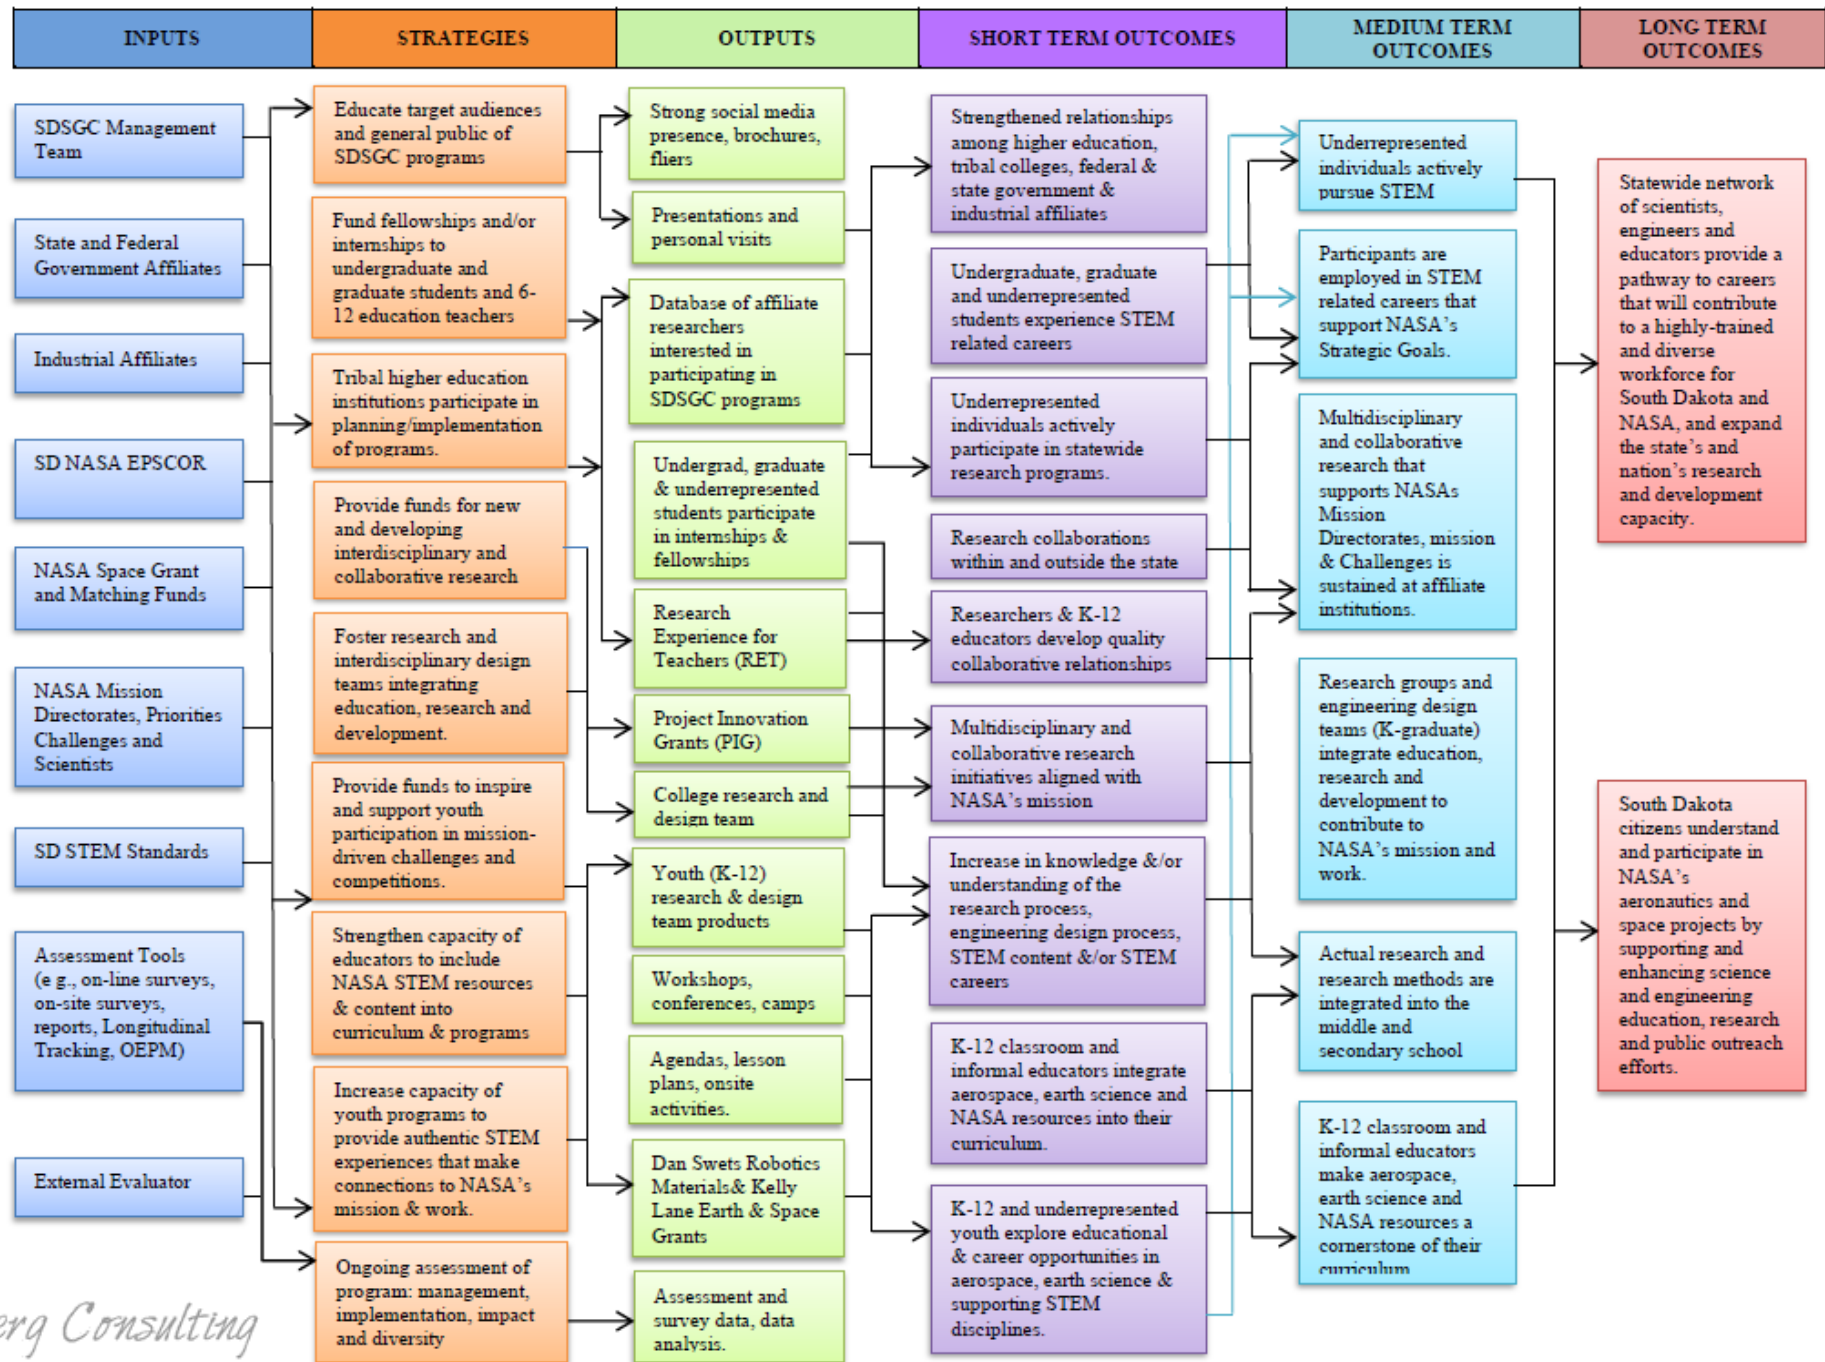 INPUTS
STRATEGIES
OUTPUTS
SHORT TERM OUTCOMES
MEDIUM TERM
OUTCOMES
LONG TERM
OUTCOMES
SDSGC Management
Team
State and Federal
Government Affiliates
Industrial Affiliates
SD NASA EPSCOR
NASA Space Grant
and Matching Funds
NASA Mission
Directorates, Priorities
Challenges and
Scientists
SD STEM Standards
Assessment Tools
(e g., on-line surveys,
on-site surveys,
reports, Longitudinal
Tracking, OEPM)
External Evaluator
Educate target audiences
and general public of
SDSGC programs
Fund fellowships and/or
internships to
undergraduate and
graduate students and 6-
12 education teachers
Tribal higher education
institutions participate in
planning/implementation
of programs.
Provide funds for new
and developing
interdisciplinary and
collaborative research
Foster research and
interdisciplinary design
teams integrating
education, research and
development.
Provide funds to inspire
and support youth
participation in mission-
driven challenges and
competitions.
Strengthen capacity of
educators to include
NASA STEM resources
& content into
curriculum & programs
Increase capacity of
youth programs to
provide authentic STEM
experiences that make
connections to NASA's
mission & work.
Ongoing assessment of
program: management,
implementation, impact
and diversity
Strong social media
presence, brochures,
fliers
Presentations and
personal visits
Database of affiliate
researchers
interested in
participating in
SDSGC programs
Undergrad, graduate
& underrepresented
students participate
in internships &
fellowships
Research
Experience for
Teachers (RET)
Project Innovation
Grants (PIG)
College research and
design team
Youth (K-12)
research & design
team products
Workshops,
conferences, camps
Agendas, lesson
plans, onsite
activities.
Dan Swets Robotics
Materials& Kelly
Lane Earth & Space
Grants
Assessment and
survey data, data
analysis.
Strengthened relationships
among higher education,
tribal colleges, federal &
state government &
industrial affiliates
Undergraduate, graduate
and underrepresented
students experience STEM
related careers
Underrepresented
individuals actively
participate in statewide
research programs.
Research collaborations
within and outside the state
Researchers & K-12
educators develop quality
collaborative relationships
Multidisciplinary and
collaborative research
initiatives aligned with
NASA's mission
Increase in knowledge &/or
understanding of the
research process,
engineering design process,
STEM content &/or STEM
careers
K-12 classroom and
informal educators integrate
aerospace, earth science and
NASA resources into their
curriculum.
K-12 and underrepresented
youth explore educational
& career opportunities in
aerospace, earth science &
supporting STEM
disciplines.
Underrepresented
individuals actively
pursue STEM
Participants are
employed in STEM
related careers that
support NASA's
Strategic Goals.
Multidisciplinary
and collaborative
research that
supports NASAs
Mission
Directorates, mission
& Challenges is
sustained at affiliate
institutions.
Research groups and
engineering design
teams (K-graduate)
integrate education,
research and
development to
contribute to
NASA's mission and
work.
Actual research and
research methods are
integrated into the
middle and
secondary school
K-12 classroom and
informal educators
make aerospace,
earth science and
NASA resources a
cornerstone of their
curriculum
Statewide network
of scientists,
engineers and
educators provide a
pathway to careers
that will contribute
to a highly-trained
and diverse
workforce for
South Dakota and
NASA, and expand
the state's and
nation's research
and development
capacity.
South Dakota
citizens understand
and participate in
NASA's
aeronautics and
space projects by
supporting and
enhancing science
and engineering
education, research
and public outreach
efforts.
erg Consulting